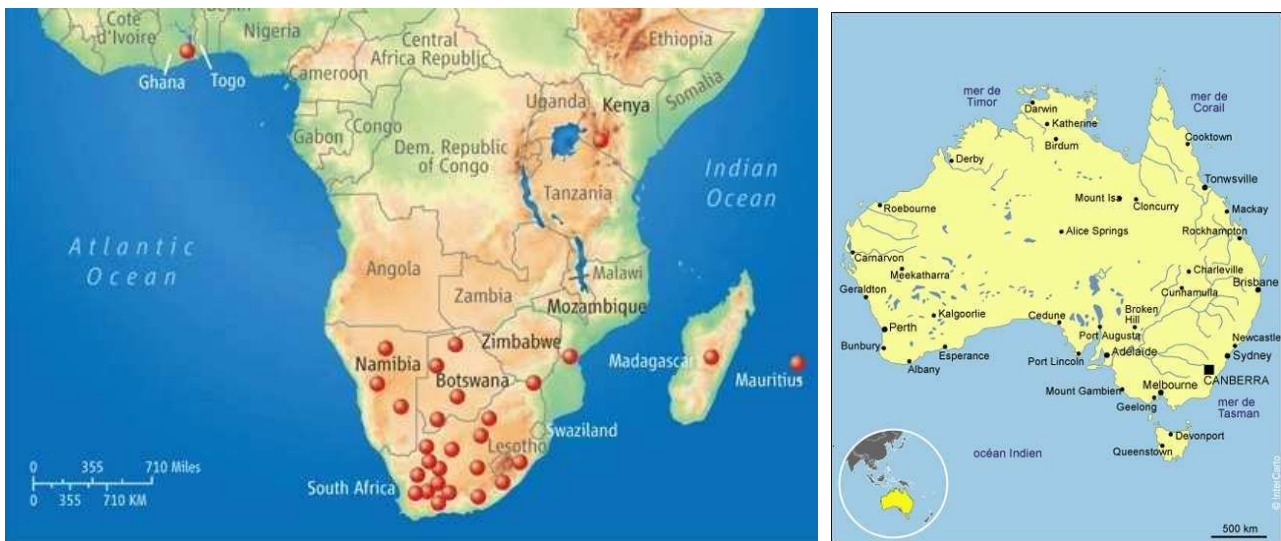 Cote
d'Ivoire
Nigeria
Central
Africa Republic
Ethiopia
Ghana
Togo
Cameroon
Somalia
Uganda
Kenya
Gabon
Congo
Dem. Republic
of Congo
Indian
Ocean
Tanzania
Atlantic
Ocean
Angola
Malawi
Zambia
Mozambique
Zimbabwe
Namibia
Madagascar
Botswana
Mauritius
Swaziland
Lesotho
South Africa
0 355 710 Miles
0 355 710 KM
mer de
Timor
mer de
Corail
Darwin
Katherine
Birdum
Cooktown
Derby
Tonwsville
Mount Isa
Cloncurry
Mackay
Roebourne
Alice Springs
Rockhampton
Carnarvon
Meekatharra
Charleville
Geraldton
Cunnamulla
Brisbane
Kalgoorlie
Cedune
Broken
Hill
Perth
Port Augusta
Newcastle
Bunbury
Esperance
Adelaide
Sydney
Albany
Port Lincoln
CANBERRA
Mount Gambien
Melbourne
Geelong
mer de
Tasman
Devonport
océan Indien
Queenstown
© InterCarto
500 km